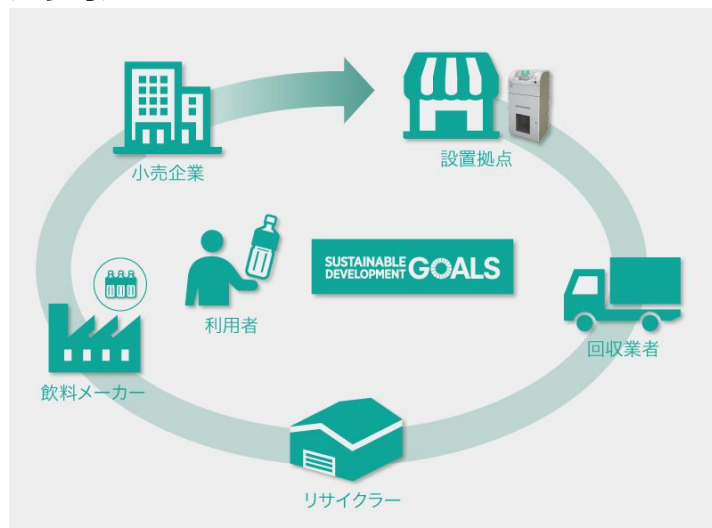 小売企業
設置拠点
SUSTAINABLE
DEVELOPMENT GOALS
利用者
回収業者
飲料メーカー
リサイクラー